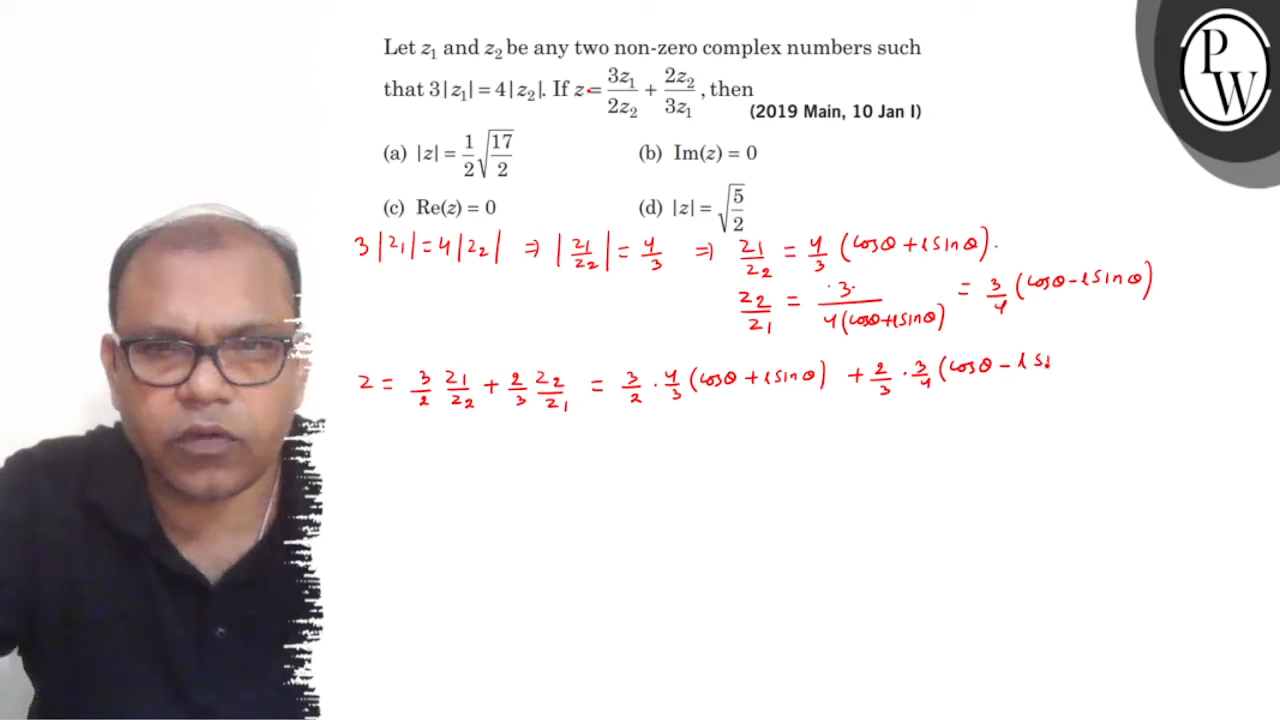 Let z₁ and z₂ be any two non-zero complex numbers such
that 3|z₁| = 4|z₂|. If z = 3z₁/2z₂ + 2z₂/3z₁, then
(2019 Main, 10 Jan I)
(a) |z| = 1/2 √(17/2) (b) Im(z) = 0
(c) Re(z) = 0 (d) |z| = √(5/2)
3|z₁| = 4|z₂| ⇒ |z₁/z₂| = 4/3 ⇒ z₁/z₂ = 4/3 (cosθ + i sinθ).
z₂/z₁ = 3/4(cosθ + i sinθ) = 3/4 (cosθ - i sinθ)
z = 3/2 z₁/z₂ + 2/3 z₂/z₁ = 3/2 · 4/3 (cosθ + i sinθ) + 2/3 · 3/4 (cosθ - i si
PW